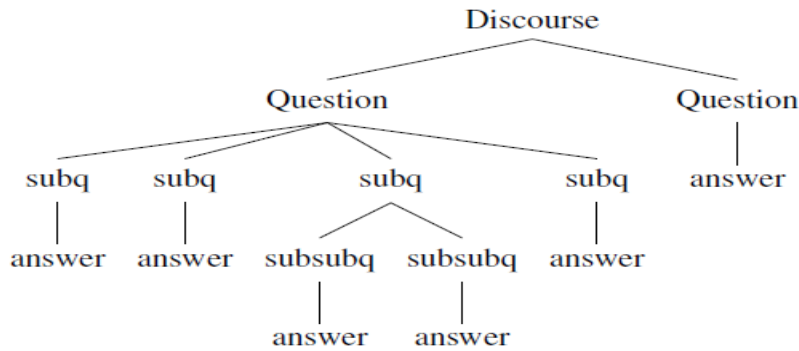 Discourse
Question Question
subq subq subq subq answer
answer answer subsubq subsubq answer
answer answer